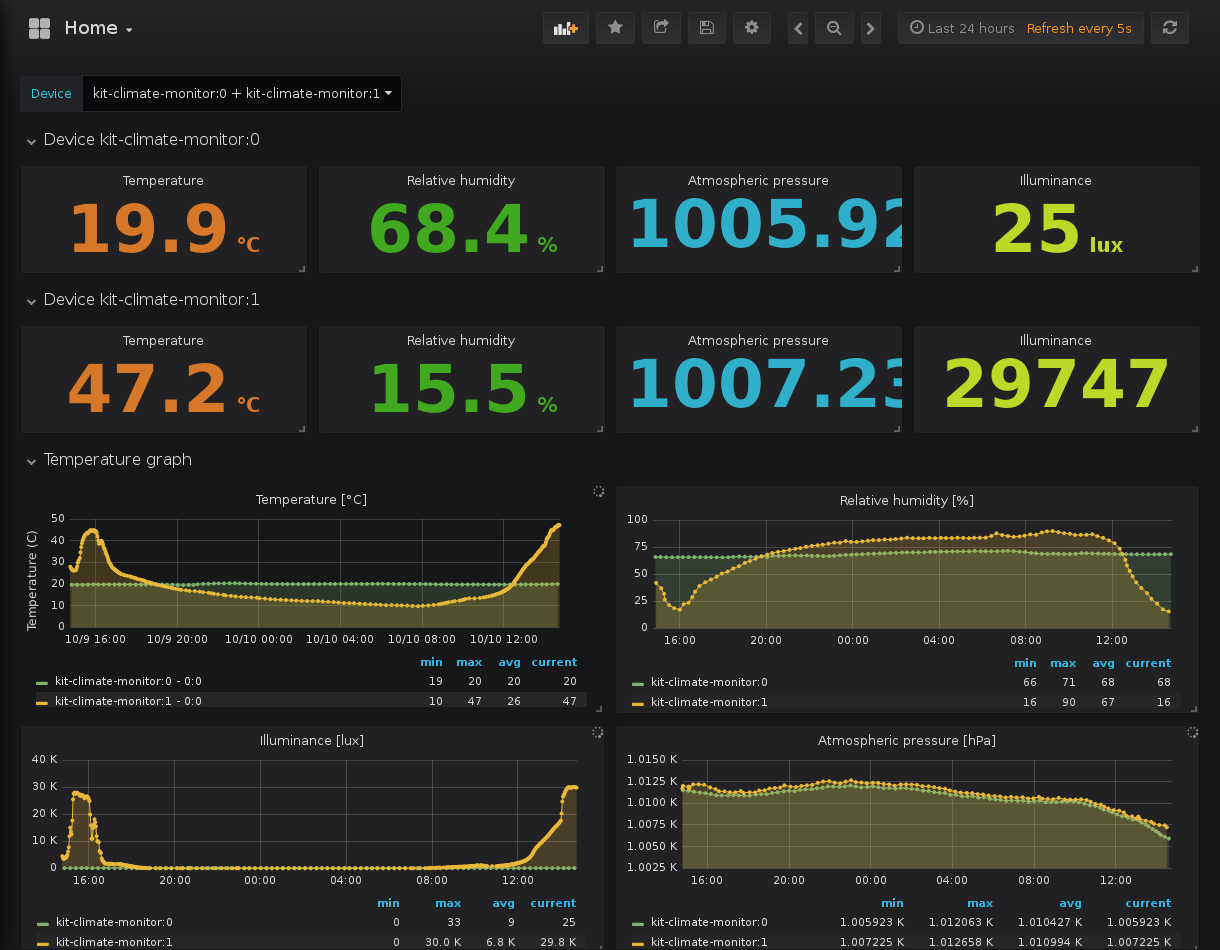 Home
Last 24 hours Refresh every 5s
Device kit-climate-monitor:0 + kit-climate-monitor:1
Device kit-climate-monitor:0
Temperature Relative humidity Atmospheric pressure Illuminance
19.9 °C 68.4 % 1005.92 25 lux
Device kit-climate-monitor:1
Temperature Relative humidity Atmospheric pressure Illuminance
47.2 °C 15.5 % 1007.23 29747
Temperature graph
Temperature [°C]
Temperature (C)
50
40
30
20
10
0
10/9 16:00 10/9 20:00 10/10 00:00 10/10 04:00 10/10 08:00 10/10 12:00
min max avg current
kit-climate-monitor:0 - 0:0 19 20 20 20
kit-climate-monitor:1 - 0:0 10 47 26 47
Relative humidity [%]
100
75
50
25
0
16:00 20:00 00:00 04:00 08:00 12:00
min max avg current
kit-climate-monitor:0 66 71 68 68
kit-climate-monitor:1 16 90 67 16
Illuminance [lux]
40 K
30 K
20 K
10 K
0
16:00 20:00 00:00 04:00 08:00 12:00
min max avg current
kit-climate-monitor:0 0 33 9 25
kit-climate-monitor:1 0 30.0 K 6.8 K 29.8 K
Atmospheric pressure [hPa]
1.0150 K
1.0125 K
1.0100 K
1.0075 K
1.0050 K
1.0025 K
16:00 20:00 00:00 04:00 08:00 12:00
min max avg current
kit-climate-monitor:0 1.005923 K 1.012063 K 1.010427 K 1.005923 K
kit-climate-monitor:1 1.007225 K 1.012658 K 1.010994 K 1.007225 K